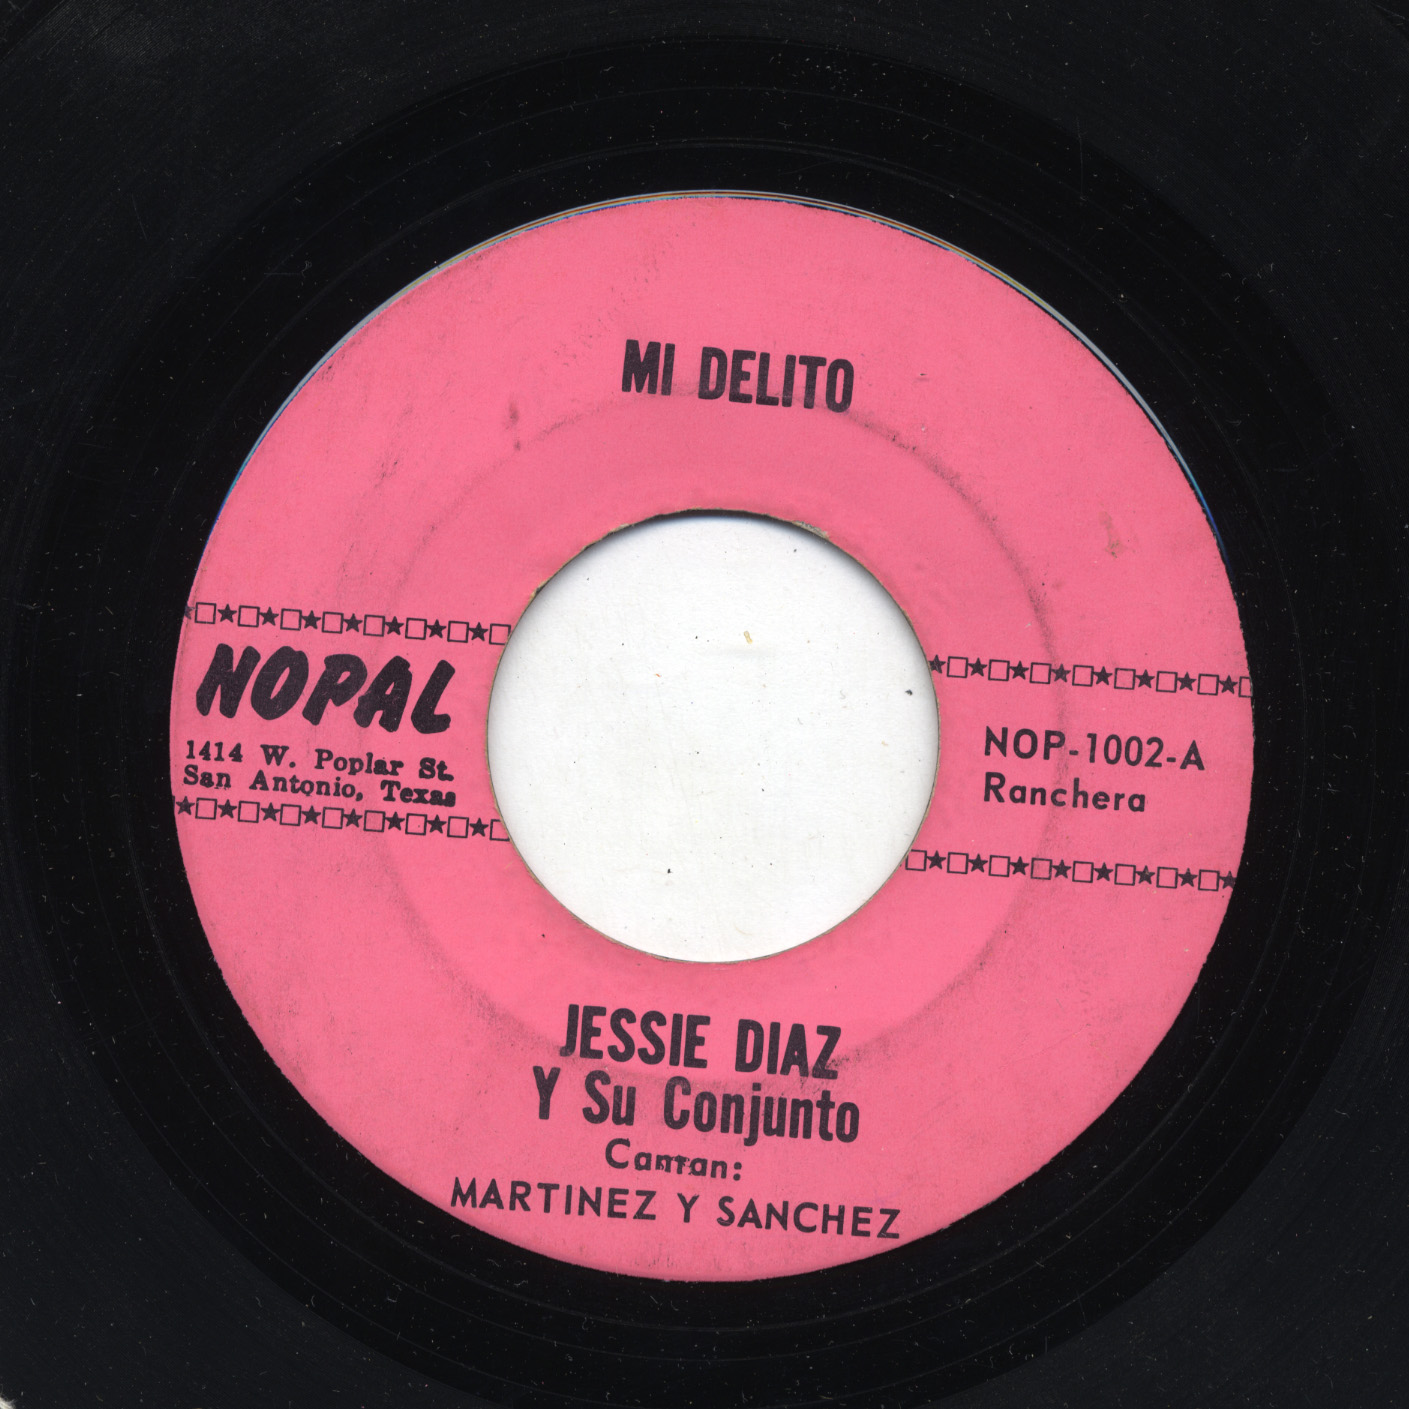 MI DELITO
NOPAL
1414 W. Poplar St.
San Antonio, Texas
NOP-1002-A
Ranchera
JESSIE DIAZ
Y Su Conjunto
Cantan:
MARTINEZ Y SANCHEZ